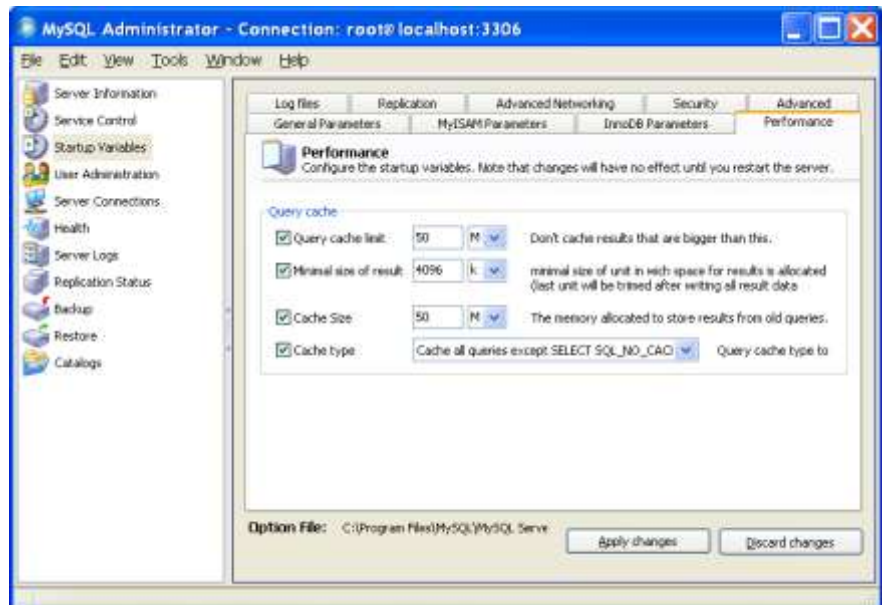 MySQL Administrator - Connection: root@localhost:3306
File Edit View Tools Window Help
Server Information
Service Control
Startup Variables
User Administration
Server Connections
Health
Server Logs
Replication Status
Backup
Restore
Catalogs
Log files Replication Advanced Networking Security Advanced
General Parameters MyISAM Parameters InnoDB Parameters Performance
Performance
Configure the startup variables. Note that changes will have no effect until you restart the server.
Query cache
Query cache limit 50 M Don't cache results that are bigger than this.
Minimal size of result 4096 k minimal size of unit in wich space for results is allocated
(last unit will be trimed after writing all result data
Cache Size 50 M The memory allocated to store results from old queries.
Cache type Cache all queries except SELECT SQL_NO_CAC Query cache type to
Option File: C:\Program Files\MySQL\MySQL Serve
Apply changes Discard changes